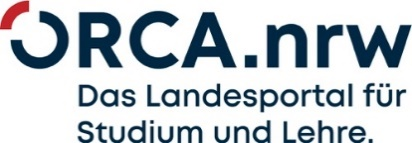 ORCA.nrw
Das Landesportal für
Studium und Lehre.